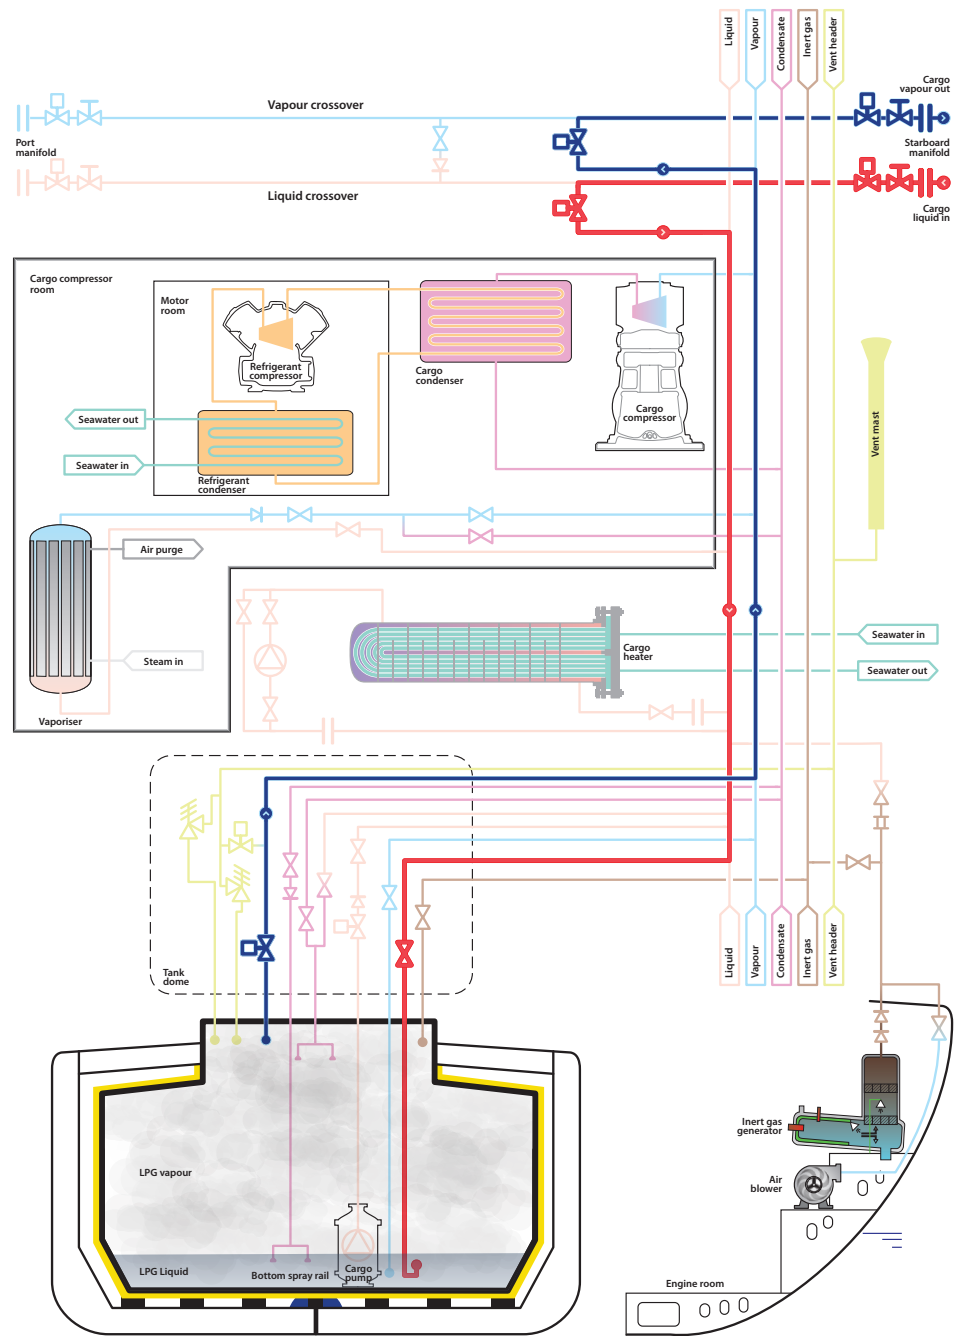 Liquid
Vapour
Condensate
Inert gas
Vent header
Cargo
vapour out
Vapour crossover
Port
manifold
Starboard
manifold
Liquid crossover
Cargo
liquid in
Cargo compressor
room
Motor
room
Refrigerant
compressor
Cargo
condenser
Cargo
compressor
Seawater out
Seawater in
Refrigerant
condenser
Vent mast
Air purge
Steam in
Vaporiser
Cargo
heater
Seawater in
Seawater out
Tank
dome
Liquid
Vapour
Condensate
Inert gas
Vent header
Inert gas
generator
Air
blower
LPG vapour
LPG Liquid
Bottom spray rail
Cargo
pump
Engine room